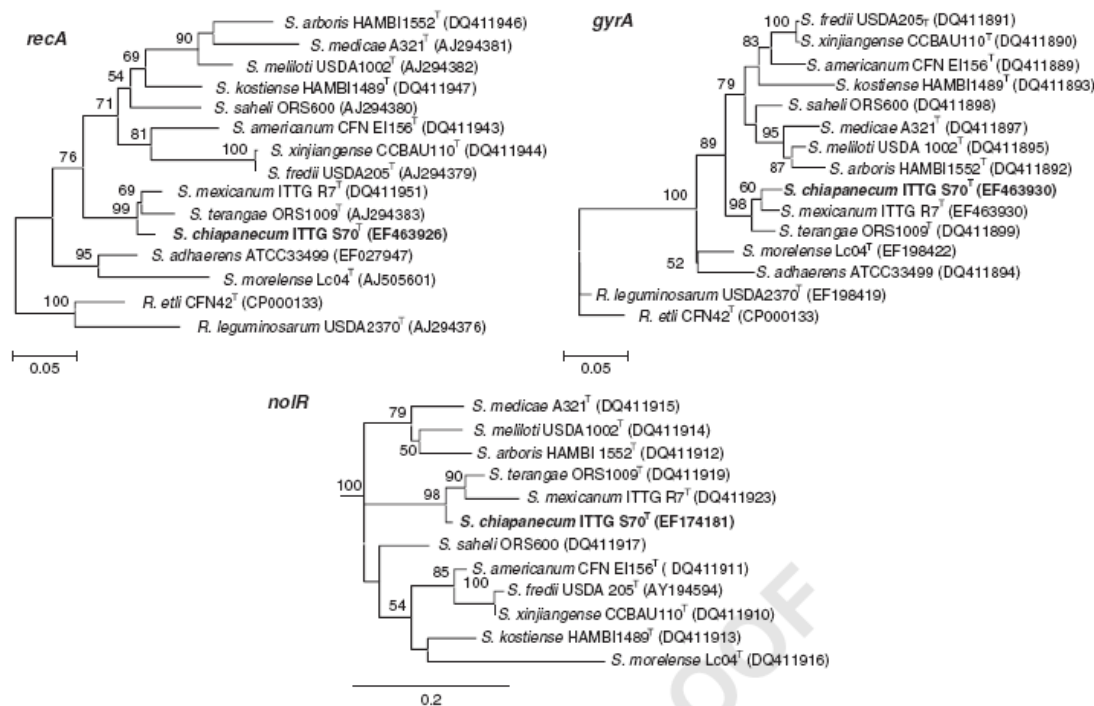 recA
S. arboris HAMBI1552T (DQ411946)
90
S. medicae A321T (AJ294381)
69
S. meliloti USDA1002T (AJ294382)
54
S. kostiense HAMBI1489T (DQ411947)
71
S. saheli ORS600 (AJ294380)
S. americanum CFN EI156T (DQ411943)
81
100
S. xinjiangense CCBAU110T (DQ411944)
76
S. fredii USDA205T (AJ294379)
69
S. mexicanum ITTG R7T (DQ411951)
99
S. terangae ORS1009T (AJ294383)
S. chiapanecum ITTG S70T (EF463926)
95
S. adhaerens ATCC33499 (EF027947)
S. morelense Lc04T (AJ505601)
100
R. etli CFN42T (CP000133)
R. leguminosarum USDA2370T (AJ294376)
0.05
gyrA
100
S. fredii USDA205T (DQ411891)
83
S. xinjiangense CCBAU110T (DQ411890)
S. americanum CFN EI156T (DQ411889)
79
S. kostiense HAMBI1489T (DQ411893)
S. saheli ORS600 (DQ411898)
95
S. medicae A321T (DQ411897)
89
S. meliloti USDA 1002T (DQ411895)
87
S. arboris HAMBI1552T (DQ411892)
100
60
S. chiapanecum ITTG S70T (EF463930)
98
S. mexicanum ITTG R7T (EF463930)
S. terangae ORS1009T (DQ411899)
S. morelense Lc04T (EF198422)
52
S. adhaerens ATCC33499 (DQ411894)
R. leguminosarum USDA2370T (EF198419)
R. etli CFN42T (CP000133)
0.05
nolR
79
S. medicae A321T (DQ411915)
S. meliloti USDA1002T (DQ411914)
50
S. arboris HAMBI 1552T (DQ411912)
100
90
S. terangae ORS1009T (DQ411919)
98
S. mexicanum ITTG R7T (DQ411923)
S. chiapanecum ITTG S70T (EF174181)
S. saheli ORS600 (DQ411917)
85
S. americanum CFN EI156T ( DQ411911)
100
S. fredii USDA 205T (AY194594)
54
S. xinjiangense CCBAU110T (DQ411910)
S. kostiense HAMBI1489T (DQ411913)
S. morelense Lc04T (DQ411916)
0.2
OOF